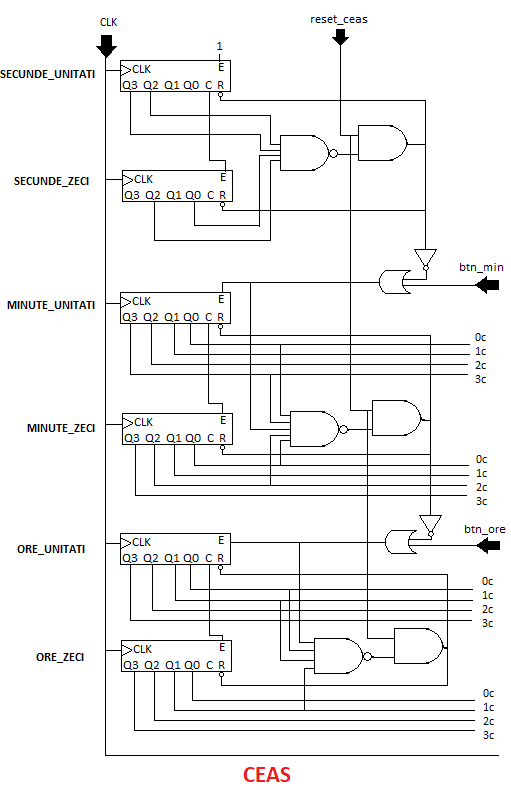 CLK
reset_ceas
1
SECUNDE_UNITATI
CLK E
Q3 Q2 Q1 Q0 C R
SECUNDE_ZECI
CLK E
Q3 Q2 Q1 Q0 C R
btn_min
MINUTE_UNITATI
CLK E
Q3 Q2 Q1 Q0 C R
0c
1c
2c
3c
MINUTE_ZECI
CLK E
Q3 Q2 Q1 Q0 C R
0c
1c
2c
3c
btn_ore
ORE_UNITATI
CLK E
Q3 Q2 Q1 Q0 C R
0c
1c
2c
3c
ORE_ZECI
CLK E
Q3 Q2 Q1 Q0 C R
0c
1c
2c
3c
CEAS